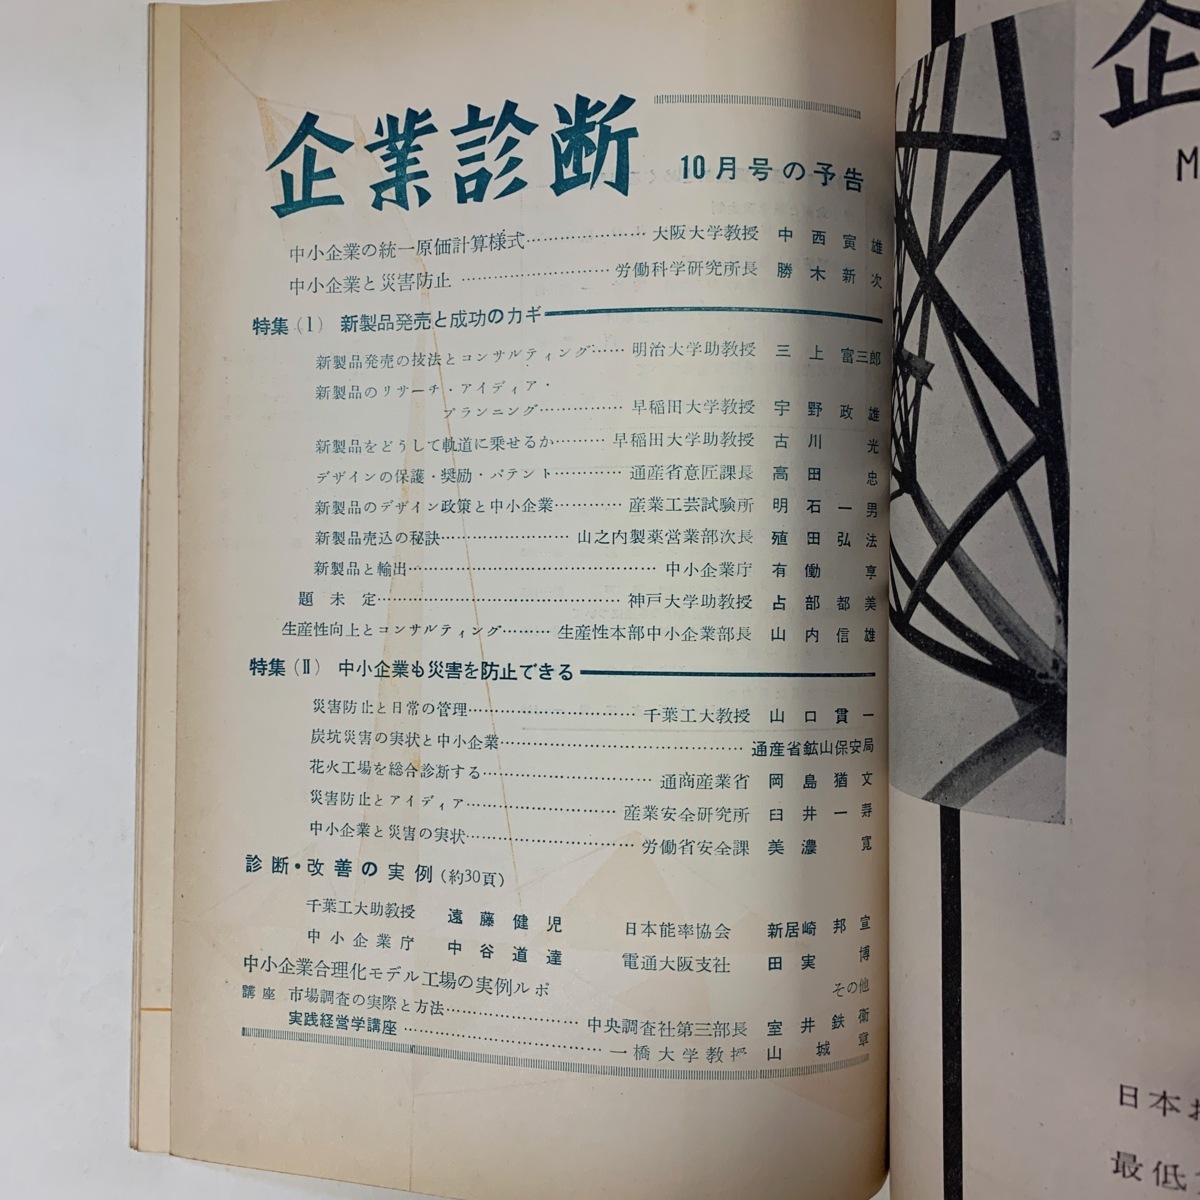 企業診断 10月号の予告
中小企業の統一原価計算様式…………………大阪大学教授 中西寅雄
中小企業と災害防止………………………労働科学研究所長 勝木新次
特集(I) 新製品発売と成功のカギ
新製品発売の技法とコンサルティング……明治大学助教授 三上富三郎
新製品のリサーチ・アイディア・
プランニング……………早稲田大学教授 宇野政雄
新製品をどうして軌道に乗せるか………早稲田大学助教授 古川光
デザインの保護・奨励・パテント…………通産省意匠課長 高田忠
新製品のデザイン政策と中小企業…………産業工芸試験所 明石一男
新製品売込の秘訣…………………山之内製薬営業部次長 殖田弘法
新製品と輸出……………………………………中小企業庁 有働亨
題未定……………………………………神戸大学助教授 占部都美
生産性向上とコンサルティング………生産性本部中小企業部長 山内信雄
特集(II) 中小企業も災害を防止できる
災害防止と日常の管理…………………………千葉工大教授 山口貫一
炭坑災害の実状と中小企業……………………………………通産省鉱山保安局
花火工場を総合診断する…………………………通商産業省 岡島猶文
災害防止とアイディア………………………産業安全研究所 臼井一寿
中小企業と災害の実状…………………………労働省安全課 美濃寛
診断・改善の実例(約30頁)
千葉工大助教授 遠藤健児 日本能率協会 新居崎邦宣
中小企業庁 中谷道達 電通大阪支社 田実博
中小企業合理化モデル工場の実例ルポ その他
講座 市場調査の実際と方法……………………中央調査社第三部長 室井鉄衛
実践経営学講座………………………………一橋大学教授 山城章
企
M
日本
最低